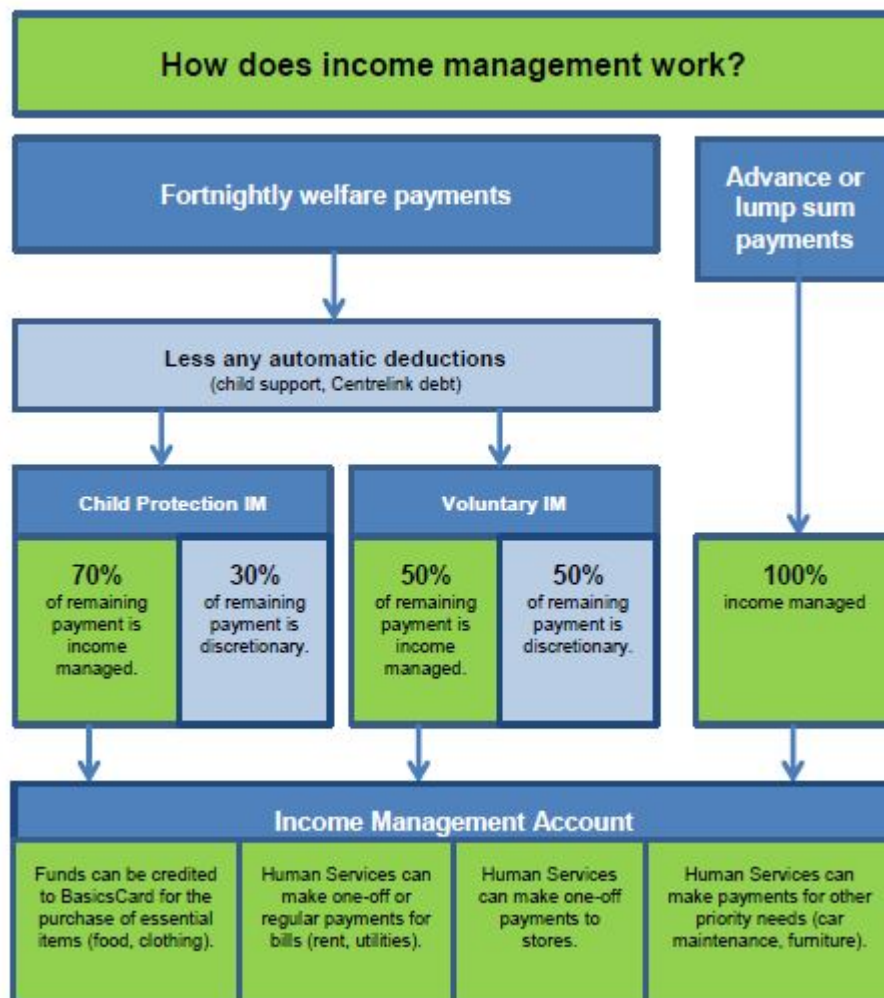 How does income management work?
Fortnightly welfare payments
Advance or
lump sum
payments
Less any automatic deductions
(child support, Centrelink debt)
Child Protection IM
Voluntary IM
70%
of remaining
payment is
income
managed.
30%
of remaining
payment is
discretionary.
50%
of remaining
payment is
income
managed.
50%
of remaining
payment is
discretionary.
100%
income managed
Income Management Account
Funds can be credited
to BasicsCard for the
purchase of essential
items (food, clothing).
Human Services can
make one-off or
regular payments for
bills (rent, utilities).
Human Services
can make one-off
payments to
stores.
Human Services can
make payments for other
priority needs (car
maintenance, furniture).